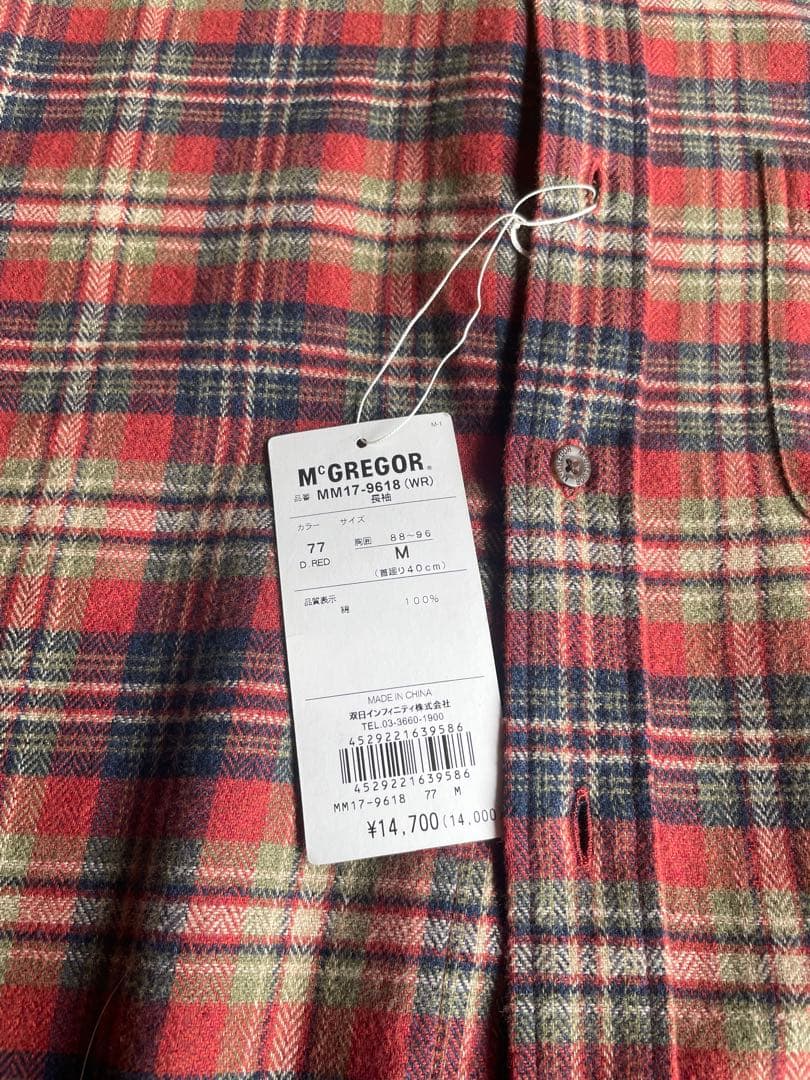 M-1
McGREGOR®
品番 MM17-9618(WR)
長袖
カラー サイズ
77 胸囲 88~96
D.RED M
(首廻り40cm)
品質表示
綿 100%
MADE IN CHINA
双日インフィニティ株式会社
TEL.03-3660-1900
4529221639586
4529221639586
MM17-9618 77 M
¥14,700(14,000